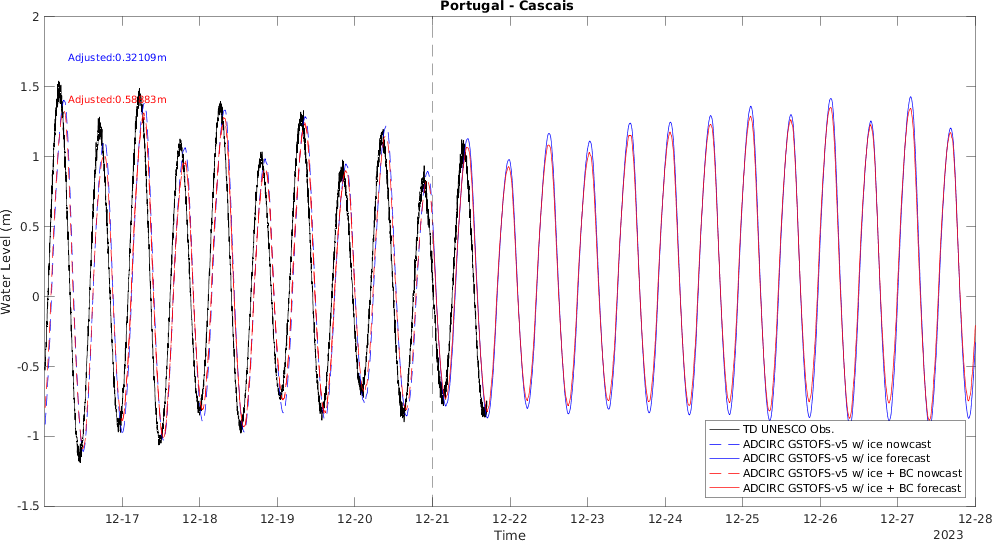 Portugal - Cascais
2
1.5
1
0.5
0
-0.5
-1
-1.5
Water Level (m)
Adjusted:0.32109m
Adjusted:0.58383m
12-17
12-18
12-19
12-20
12-21
12-22
12-23
12-24
12-25
12-26
12-27
12-28
Time
2023
TD UNESCO Obs.
ADCIRC GSTOFS-v5 w/ ice nowcast
ADCIRC GSTOFS-v5 w/ ice forecast
ADCIRC GSTOFS-v5 w/ ice + BC nowcast
ADCIRC GSTOFS-v5 w/ ice + BC forecast